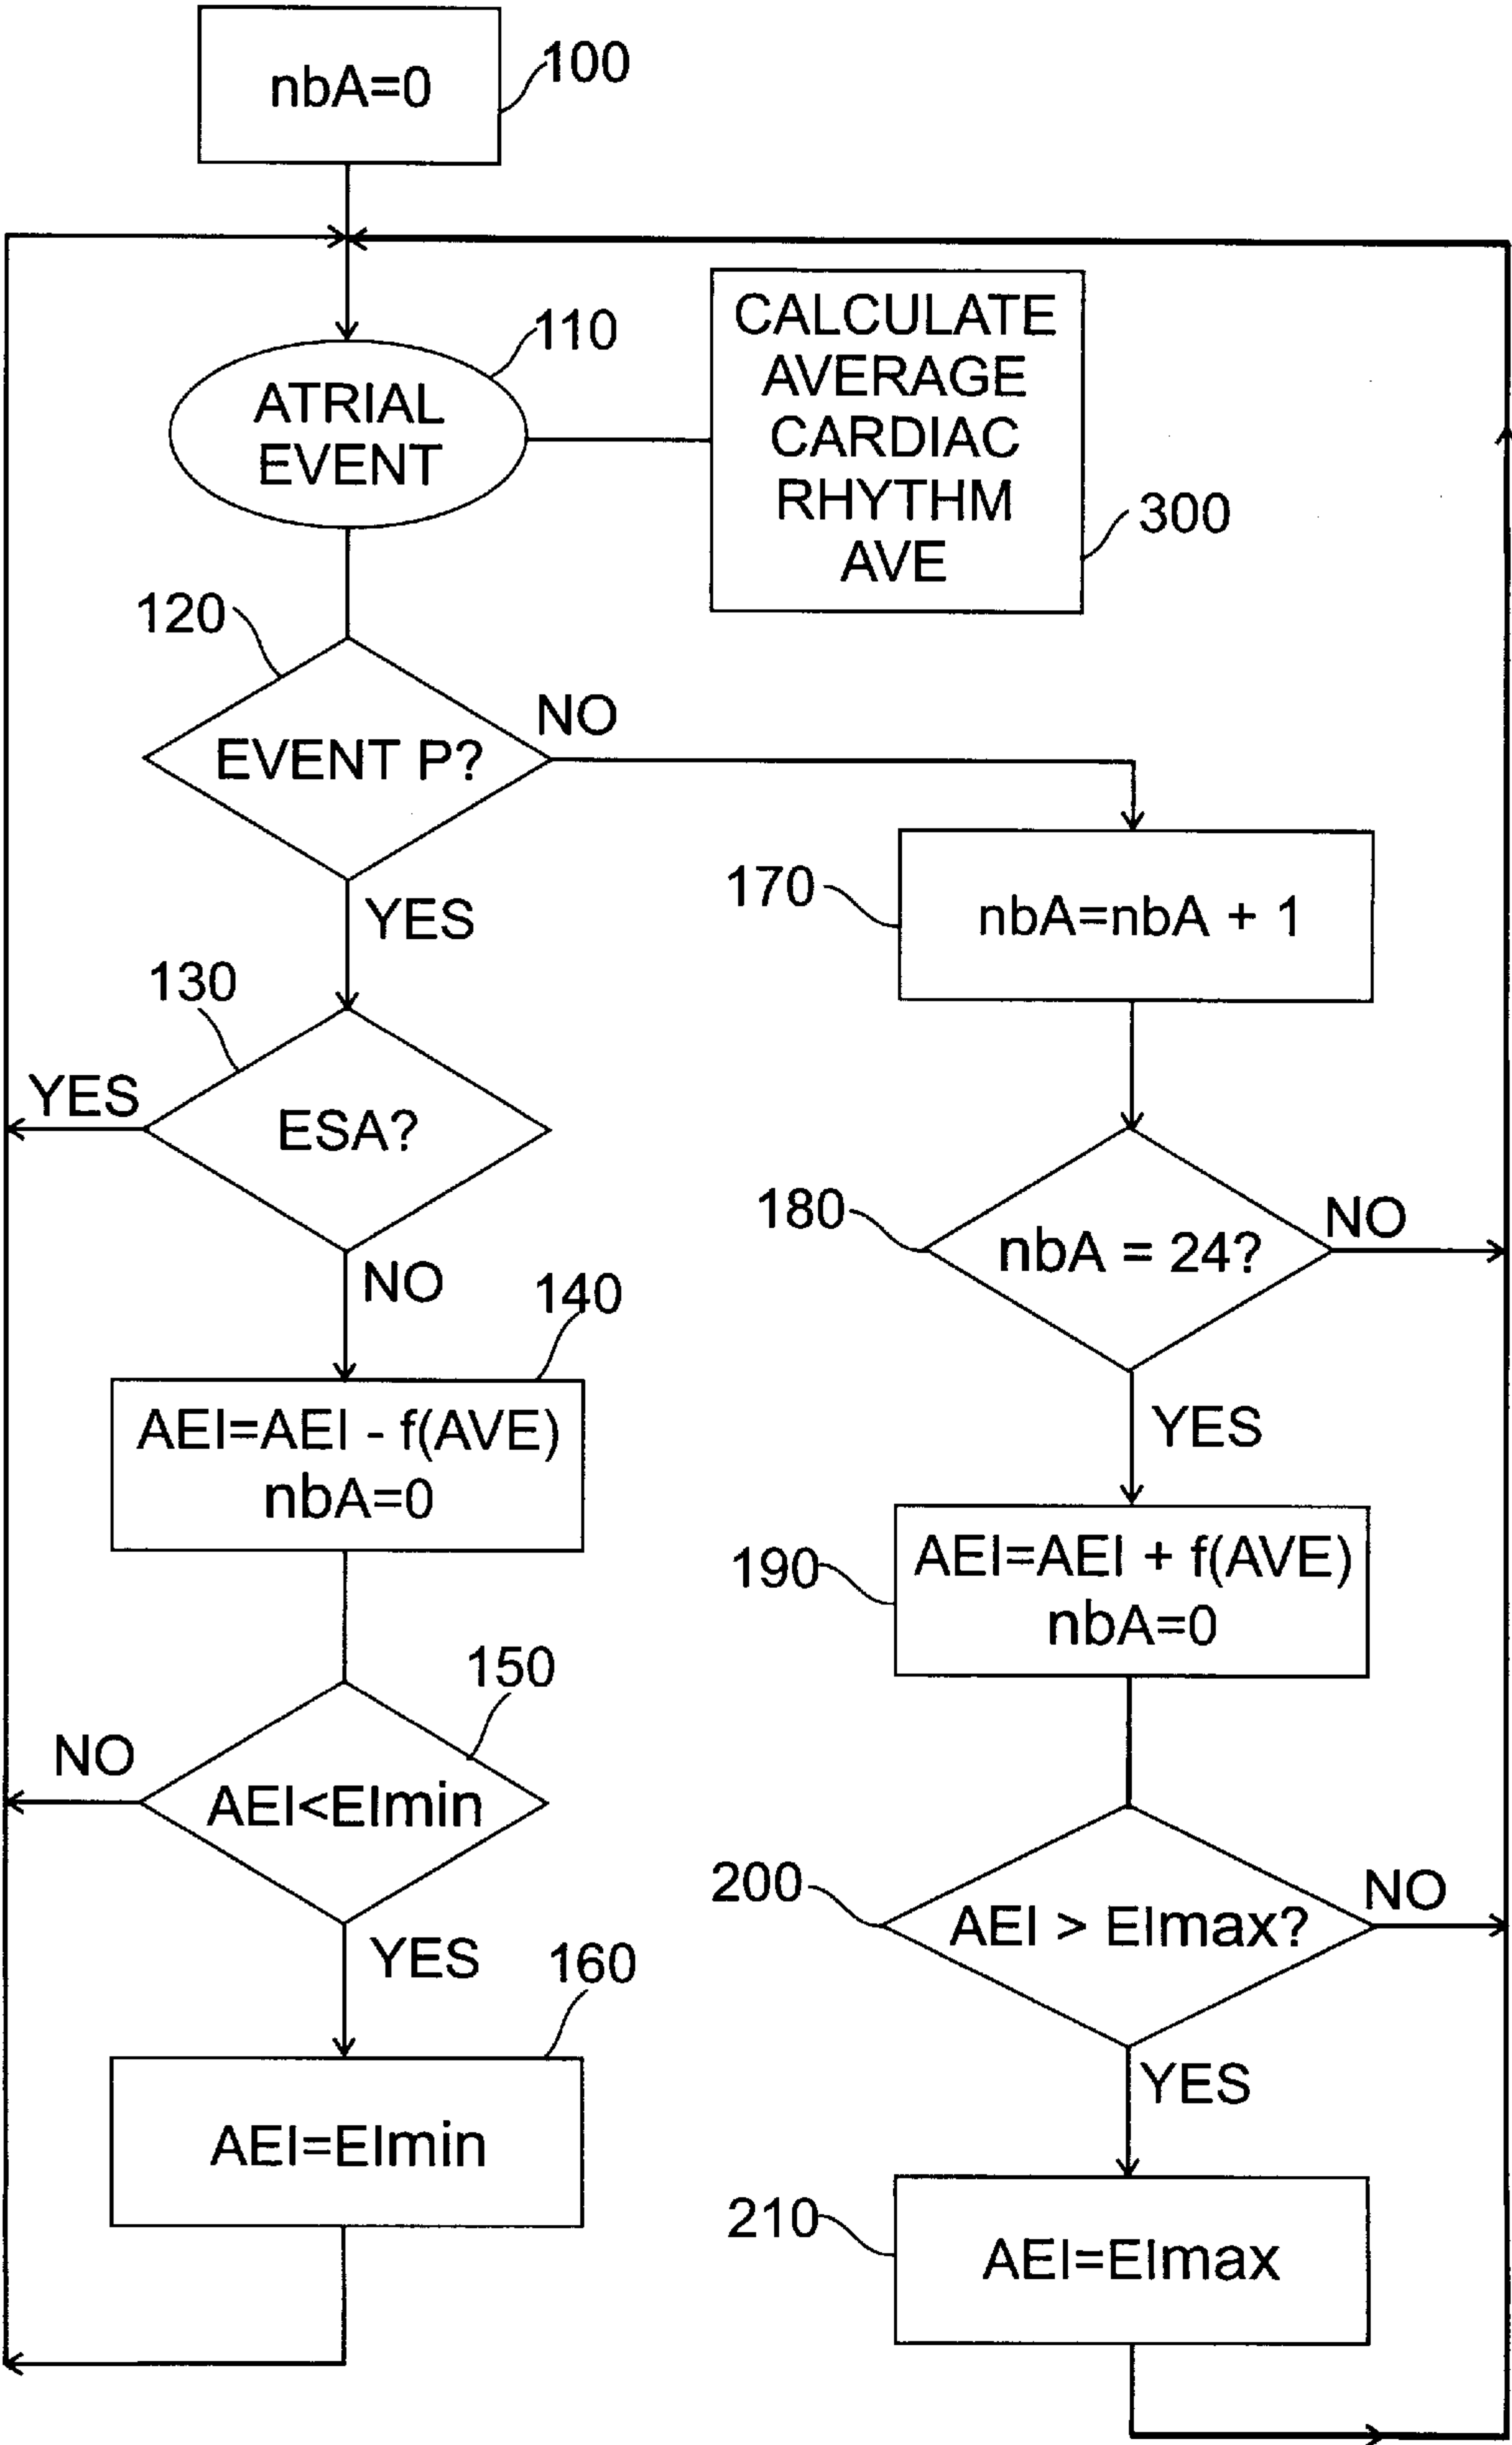 nbA=0
100
ATRIAL
EVENT
110
CALCULATE
AVERAGE
CARDIAC
RHYTHM
AVE
300
120
EVENT P?
NO
YES
170
nbA=nbA + 1
130
YES
ESA?
NO
180
nbA = 24?
NO
YES
140
AEI=AEI - f(AVE)
nbA=0
190
AEI=AEI + f(AVE)
nbA=0
150
NO
AEI<EImin
YES
200
AEI > EImax?
NO
YES
160
AEI=EImin
210
AEI=EImax